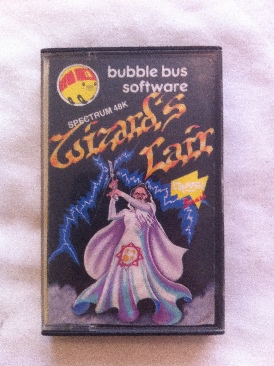 bubble bus
software
SPECTRUM 48K
Wizard's
Lair